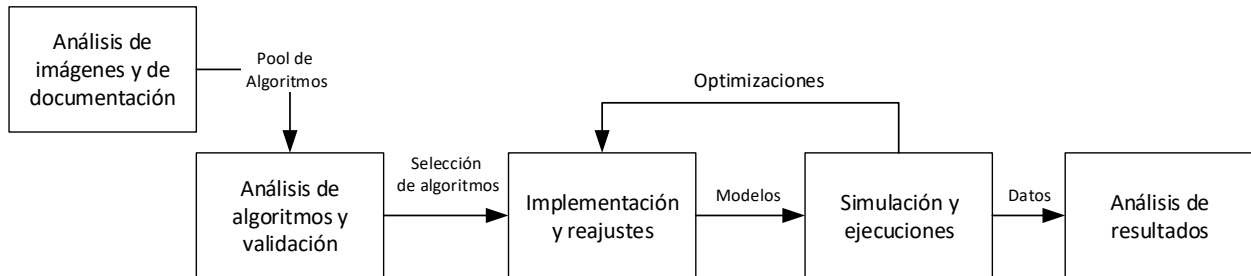 Análisis de
imágenes y de
documentación
Pool de
Algoritmos
Optimizaciones
Análisis de
algoritmos y
validación
Selección
de algoritmos
Implementación
y reajustes
Modelos
Simulación y
ejecuciones
Datos
Análisis de
resultados